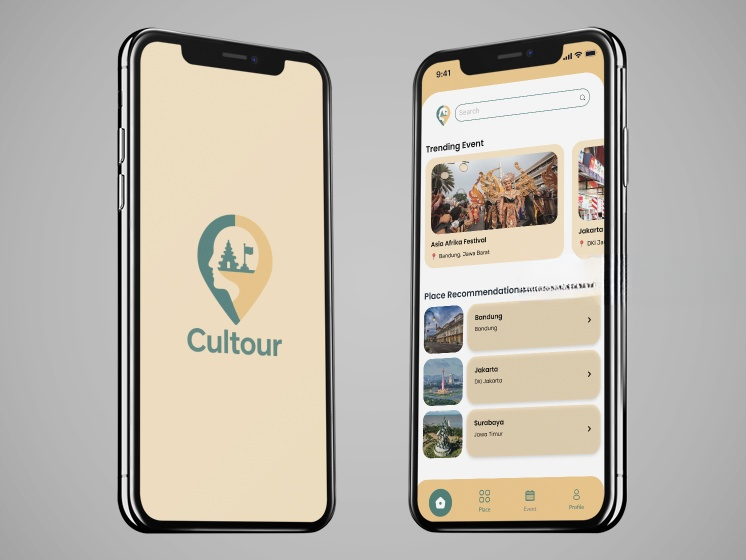 Cultour
9:41
Search
Trending Event
Asia Afrika Festival
Bandung, Jawa Barat
Jakarta
DKI Ja
Place Recommendation
Bandung
Bandung
Jakarta
DKI Jakarta
Surabaya
Jawa Timur
Place
Event
Profile